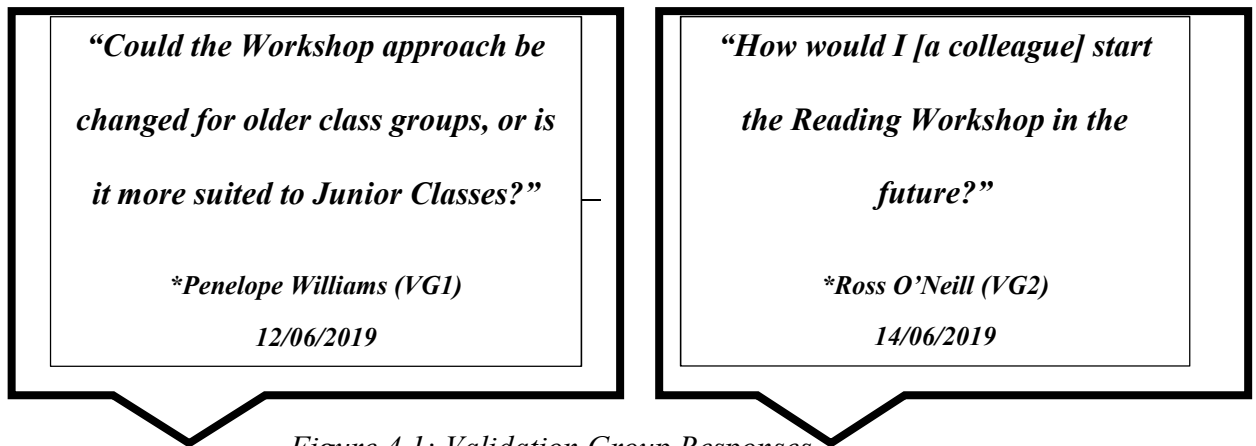 “Could the Workshop approach be
changed for older class groups, or is
it more suited to Junior Classes?”
*Penelope Williams (VG1)
12/06/2019
“How would I [a colleague] start
the Reading Workshop in the
future?”
*Ross O’Neill (VG2)
14/06/2019
Figure 4.1: Validation Group Responses